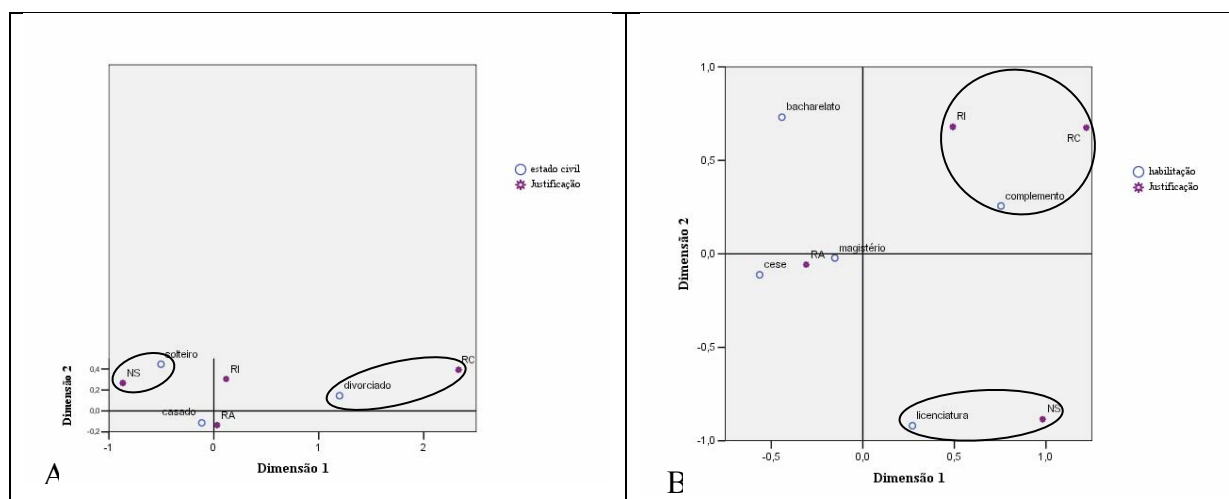 estado civil
Justificação
solteiro
NS
RI
RC
divorciado
casado
RA
0,4
0,2
0,0
-0,2
-1
0
1
2
Dimensão 2
Dimensão 1
A
1,0
0,5
0,0
-0,5
-1,0
bacharelato
RI
RC
complemento
magistério
RA
cese
licenciatura
NS
habilitação
Justificação
-0,5
0,0
0,5
1,0
Dimensão 2
Dimensão 1
B